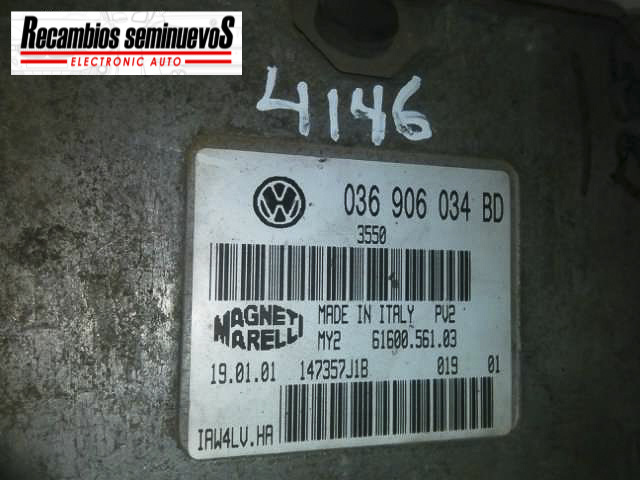 Recambios seminuevos
ELECTRONIC AUTO
4146
036 906 034 BD
3550
MAGNETI MARELLI
MADE IN ITALY PV2
MY2 61600.561.03
19.01.01 147357J1B 019 01
IAW4LV.HA